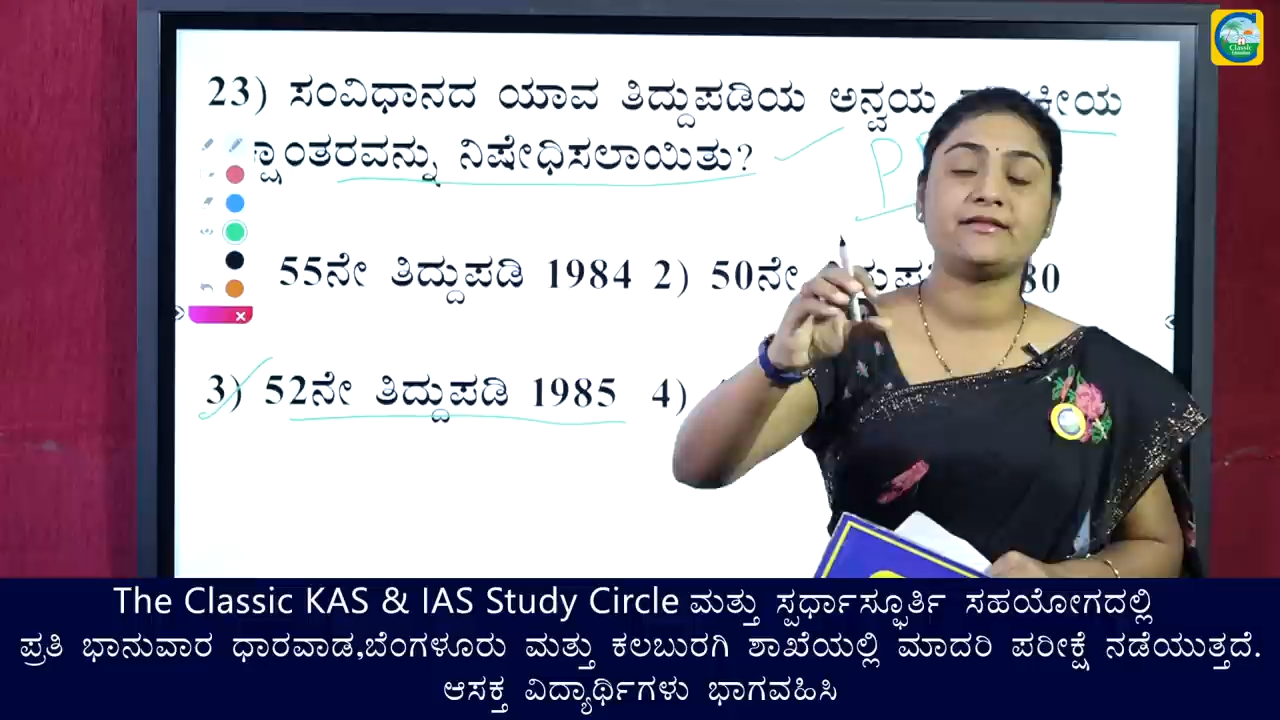 23) ಸಂವಿಧಾನದ ಯಾವ ತಿದ್ದುಪಡಿಯ ಅನ್ವಯ
ನಿಷೇಧಿಸಲಾಯಿತು?
55ನೇ ತಿದ್ದುಪಡಿ 1984 2) 50ನೇ
3) 52ನೇ ತಿದ್ದುಪಡಿ 1985 4)
The Classic KAS & IAS Study Circle ಮತ್ತು ಸ್ಪರ್ಧಾಸ್ಫೂರ್ತಿ ಸಹಯೋಗದಲ್ಲಿ
ಪ್ರತಿ ಭಾನುವಾರ ಧಾರವಾಡ,ಬೆಂಗಳೂರು ಮತ್ತು ಕಲಬುರಗಿ ಶಾಖೆಯಲ್ಲಿ ಮಾದರಿ ಪರೀಕ್ಷೆ ನಡೆಯುತ್ತದೆ.
ಆಸಕ್ತ ವಿದ್ಯಾರ್ಥಿಗಳು ಭಾಗವಹಿಸಿ
Classic